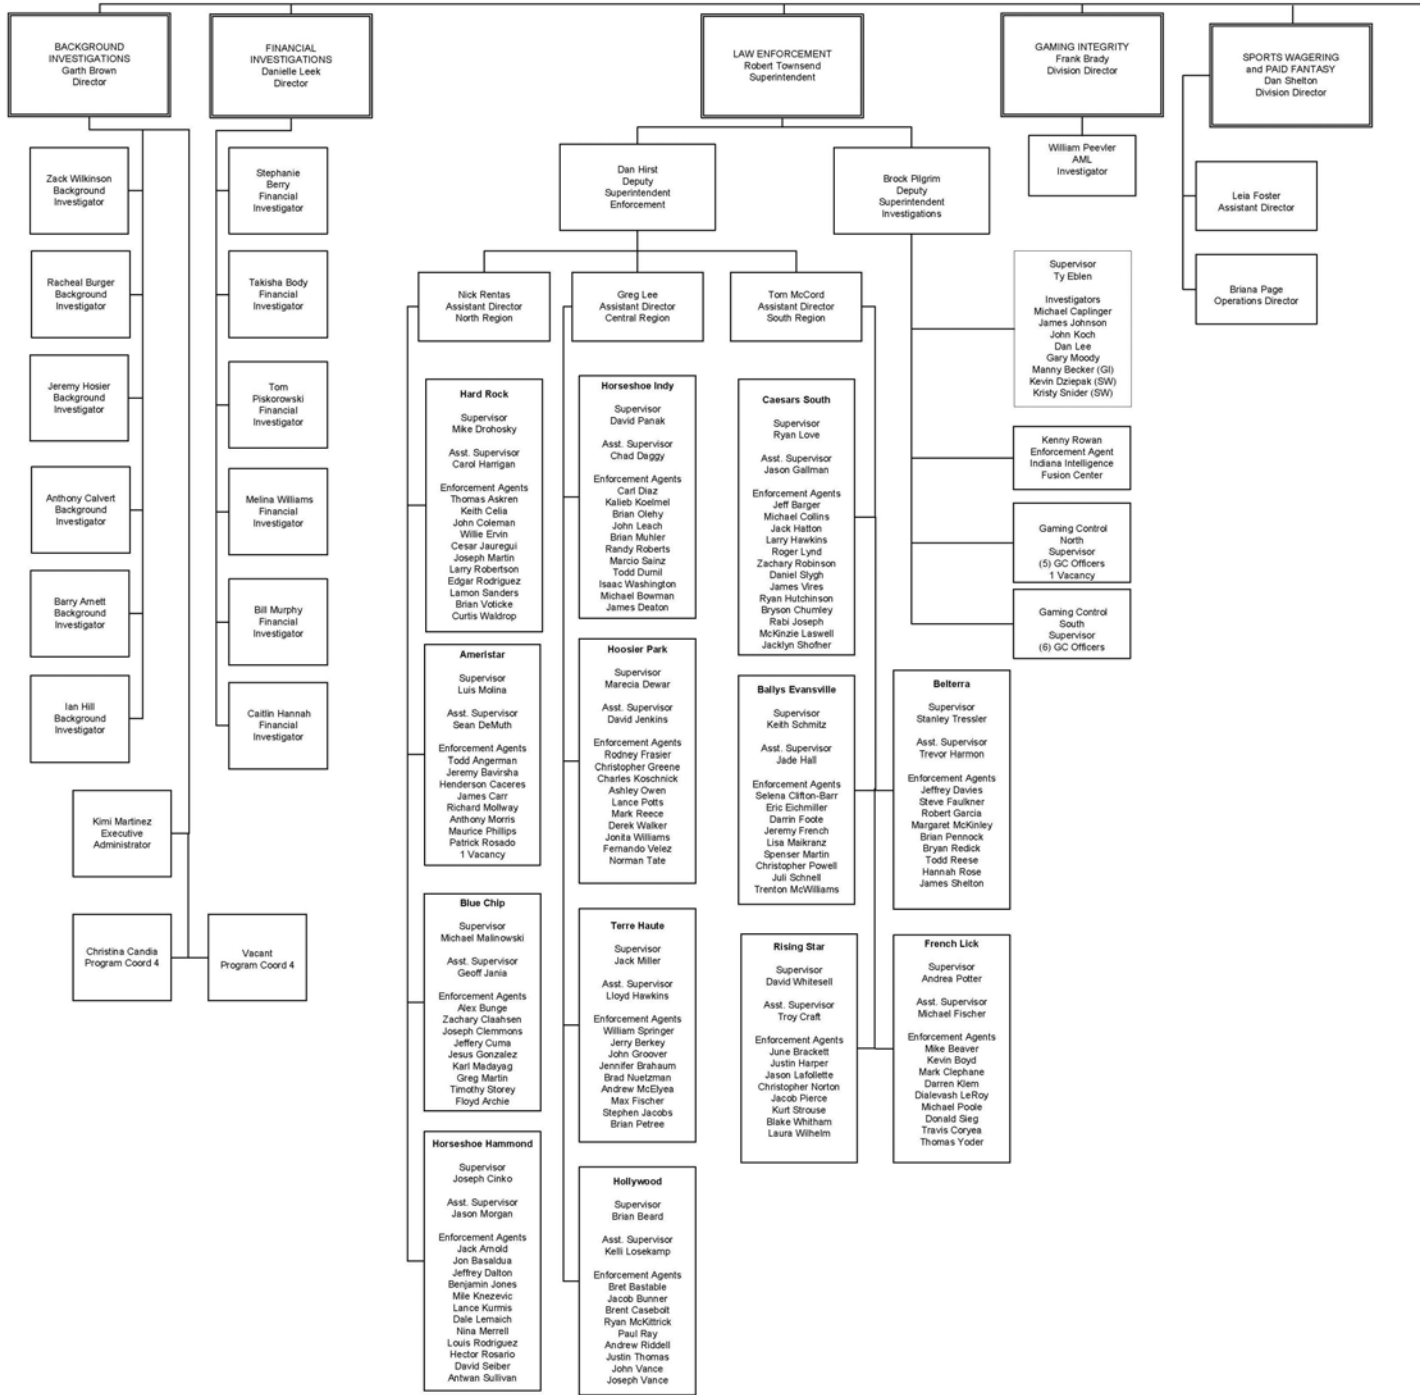 BACKGROUND
INVESTIGATIONS
Garth Brown
Director
FINANCIAL
INVESTIGATIONS
Danielle Leek
Director
LAW ENFORCEMENT
Robert Townsend
Superintendent
GAMING INTEGRITY
Frank Brady
Division Director
SPORTS WAGERING
and PAID FANTASY
Dan Shelton
Division Director
Zack Wilkinson
Background
Investigator
Racheal Burger
Background
Investigator
Jeremy Hosier
Background
Investigator
Anthony Calvert
Background
Investigator
Barry Arnett
Background
Investigator
Ian Hill
Background
Investigator
Kimi Martinez
Executive
Administrator
Christina Candia
Program Coord 4
Vacant
Program Coord 4
Stephanie
Berry
Financial
Investigator
Takisha Body
Financial
Investigator
Tom
Piskorowski
Financial
Investigator
Melina Williams
Financial
Investigator
Bill Murphy
Financial
Investigator
Caitlin Hannah
Financial
Investigator
Dan Hirst
Deputy
Superintendent
Enforcement
Brock Pilgrim
Deputy
Superintendent
Investigations
William Peevler
AML
Investigator
Leia Foster
Assistant Director
Briana Page
Operations Director
Nick Rentas
Assistant Director
North Region
Greg Lee
Assistant Director
Central Region
Tom McCord
Assistant Director
South Region
Supervisor
Ty Eblen
Investigators
Michael Caplinger
James Johnson
John Koch
Dan Lee
Gary Moody
Manny Becker (GI)
Kevin Dziepak (SW)
Kristy Snider (SW)
Kenny Rowan
Enforcement Agent
Indiana Intelligence
Fusion Center
Gaming Control
North
Supervisor
(5) GC Officers
1 Vacancy
Gaming Control
South
Supervisor
(6) GC Officers
Hard Rock
Supervisor
Mike Drohosky
Asst. Supervisor
Carol Harrigan
Enforcement Agents
Thomas Askren
Keith Celia
John Coleman
Willie Ervin
Cesar Jauregui
Joseph Martin
Larry Robertson
Edgar Rodriguez
Lamon Sanders
Brian Voticke
Curtis Waldrop
Ameristar
Supervisor
Luis Molina
Asst. Supervisor
Sean DeMuth
Enforcement Agents
Todd Angerman
Jeremy Bavirsha
Henderson Caceres
James Carr
Richard Mollway
Anthony Morris
Maurice Phillips
Patrick Rosado
1 Vacancy
Blue Chip
Supervisor
Michael Malinowski
Asst. Supervisor
Geoff Jania
Enforcement Agents
Alex Bunge
Zachary Claahsen
Joseph Clemmons
Jeffery Cuma
Jesus Gonzalez
Karl Madayag
Greg Martin
Timothy Storey
Floyd Archie
Horseshoe Hammond
Supervisor
Joseph Cinko
Asst. Supervisor
Jason Morgan
Enforcement Agents
Jack Arnold
Jon Basaldua
Jeffrey Dalton
Benjamin Jones
Mile Knezevic
Lance Kurmis
Dale Lemaich
Nina Merrell
Louis Rodriguez
Hector Rosario
David Seiber
Antwan Sullivan
Horseshoe Indy
Supervisor
David Panak
Asst. Supervisor
Chad Daggy
Enforcement Agents
Carl Diaz
Kalieb Koelmel
Brian Olehy
John Leach
Brian Muhler
Randy Roberts
Marcio Sainz
Todd Durnil
Isaac Washington
Michael Bowman
James Deaton
Hoosier Park
Supervisor
Marecia Dewar
Asst. Supervisor
David Jenkins
Enforcement Agents
Rodney Frasier
Christopher Greene
Charles Koschnick
Ashley Owen
Lance Potts
Mark Reece
Derek Walker
Jonita Williams
Fernando Velez
Norman Tate
Terre Haute
Supervisor
Jack Miller
Asst. Supervisor
Lloyd Hawkins
Enforcement Agents
William Springer
Jerry Berkey
John Groover
Jennifer Brahaum
Brad Nuetzman
Andrew McElyea
Max Fischer
Stephen Jacobs
Brian Petree
Hollywood
Supervisor
Brian Beard
Asst. Supervisor
Kelli Losekamp
Enforcement Agents
Bret Bastable
Jacob Bunner
Brent Casebolt
Ryan McKittrick
Paul Ray
Andrew Riddell
Justin Thomas
John Vance
Joseph Vance
Caesars South
Supervisor
Ryan Love
Asst. Supervisor
Jason Gallman
Enforcement Agents
Jeff Barger
Michael Collins
Jack Hatton
Larry Hawkins
Roger Lynd
Zachary Robinson
Daniel Slygh
James Vires
Ryan Hutchinson
Bryson Chumley
Rabi Joseph
McKinzie Laswell
Jacklyn Shofner
Ballys Evansville
Supervisor
Keith Schmitz
Asst. Supervisor
Jade Hall
Enforcement Agents
Selena Clifton-Barr
Eric Eichmiller
Darrin Foote
Jeremy French
Lisa Maikranz
Spenser Martin
Christopher Powell
Juli Schnell
Trenton McWilliams
Belterra
Supervisor
Stanley Tressler
Asst. Supervisor
Trevor Harmon
Enforcement Agents
Jeffrey Davies
Steve Faulkner
Robert Garcia
Margaret McKinley
Brian Pennock
Bryan Redick
Todd Reese
Hannah Rose
James Shelton
Rising Star
Supervisor
David Whitesell
Asst. Supervisor
Troy Craft
Enforcement Agents
June Brackett
Justin Harper
Jason Lafollette
Christopher Norton
Jacob Pierce
Kurt Strouse
Blake Whitham
Laura Wilhelm
French Lick
Supervisor
Andrea Potter
Asst. Supervisor
Michael Fischer
Enforcement Agents
Mike Beaver
Kevin Boyd
Mark Clephane
Darren Klem
Dialevash LeRoy
Michael Poole
Donald Sieg
Travis Coryea
Thomas Yoder